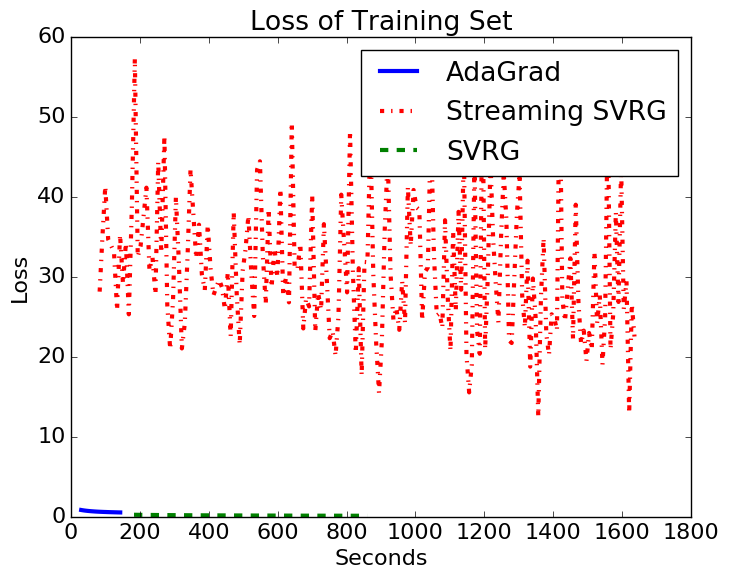 Loss of Training Set
60
50
40
30
20
10
0
Loss
AdaGrad
Streaming SVRG
SVRG
0 200 400 600 800 1000 1200 1400 1600 1800
Seconds